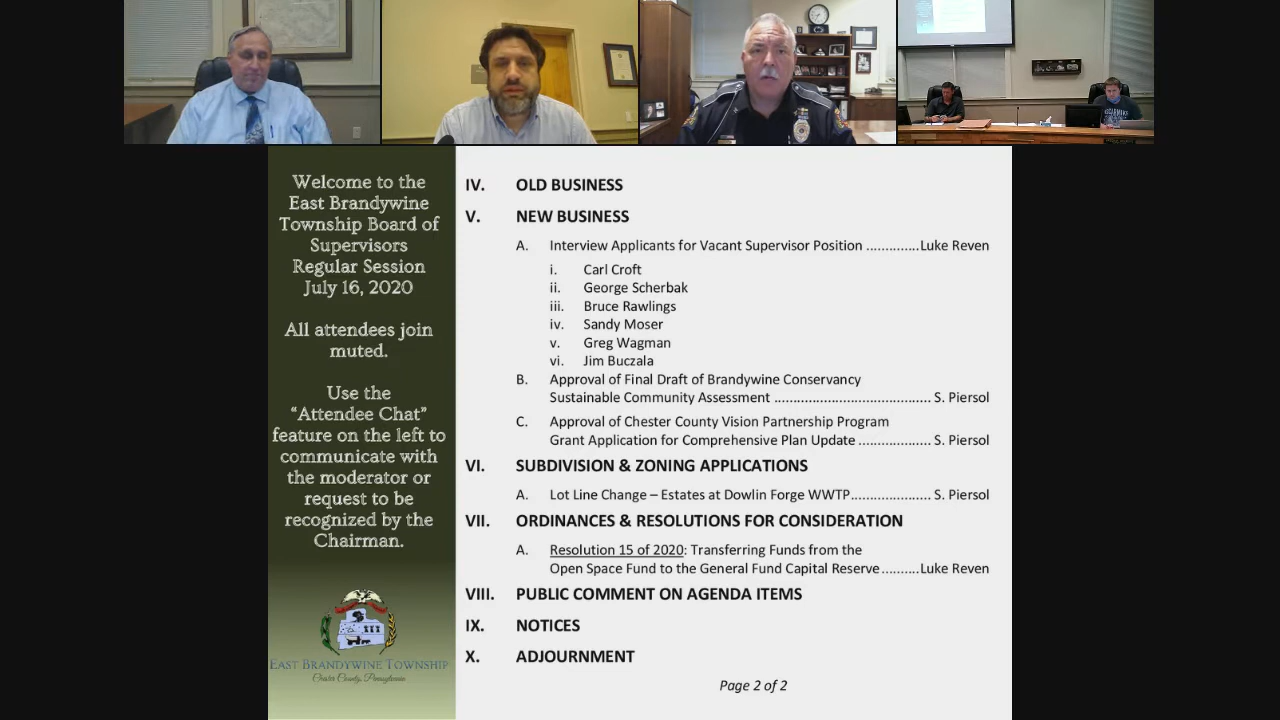 Welcome to the
East Brandywine
Township Board of
Supervisors
Regular Session
July 16, 2020
All attendees join
muted.
Use the
“Attendee Chat”
feature on the left to
communicate with
the moderator or
request to be
recognized by the
Chairman.
EAST BRANDYWINE TOWNSHIP
Chester County, Pennsylvania
IV. OLD BUSINESS
V. NEW BUSINESS
A. Interview Applicants for Vacant Supervisor Position ..............Luke Reven
i. Carl Croft
ii. George Scherbak
iii. Bruce Rawlings
iv. Sandy Moser
v. Greg Wagman
vi. Jim Buczala
B. Approval of Final Draft of Brandywine Conservancy
Sustainable Community Assessment ........................................ S. Piersol
C. Approval of Chester County Vision Partnership Program
Grant Application for Comprehensive Plan Update ................... S. Piersol
VI. SUBDIVISION & ZONING APPLICATIONS
A. Lot Line Change – Estates at Dowlin Forge WWTP..................... S. Piersol
VII. ORDINANCES & RESOLUTIONS FOR CONSIDERATION
A. Resolution 15 of 2020: Transferring Funds from the
Open Space Fund to the General Fund Capital Reserve..........Luke Reven
VIII. PUBLIC COMMENT ON AGENDA ITEMS
IX. NOTICES
X. ADJOURNMENT
Page 2 of 2